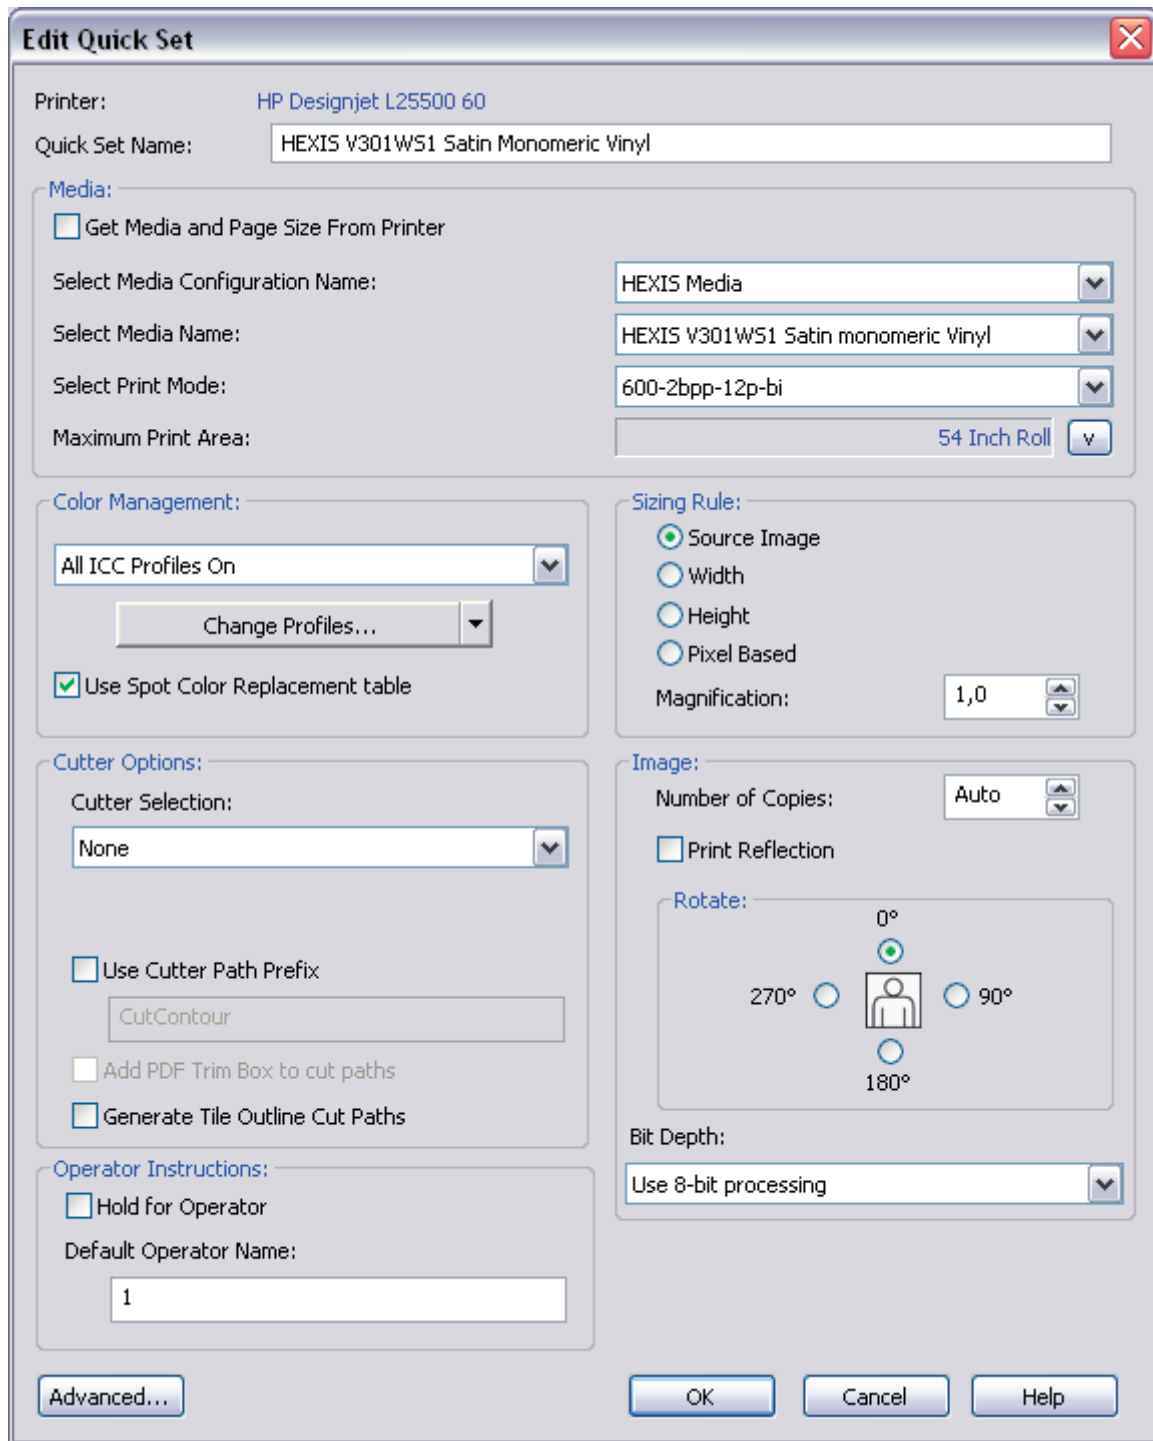 Edit Quick Set
Printer: HP Designjet L25500 60
Quick Set Name: HEXIS V301WS1 Satin Monomeric Vinyl
Media:
Get Media and Page Size From Printer
Select Media Configuration Name: HEXIS Media
Select Media Name: HEXIS V301WS1 Satin monomeric Vinyl
Select Print Mode: 600-2bpp-12p-bi
Maximum Print Area: 54 Inch Roll v
Color Management:
All ICC Profiles On
Change Profiles...
Use Spot Color Replacement table
Sizing Rule:
Source Image
Width
Height
Pixel Based
Magnification: 1,0
Cutter Options:
Cutter Selection:
None
Use Cutter Path Prefix
CutContour
Add PDF Trim Box to cut paths
Generate Tile Outline Cut Paths
Image:
Number of Copies: Auto
Print Reflection
Rotate:
0°
270° 90°
180°
Bit Depth:
Use 8-bit processing
Operator Instructions:
Hold for Operator
Default Operator Name:
1
Advanced... OK Cancel Help